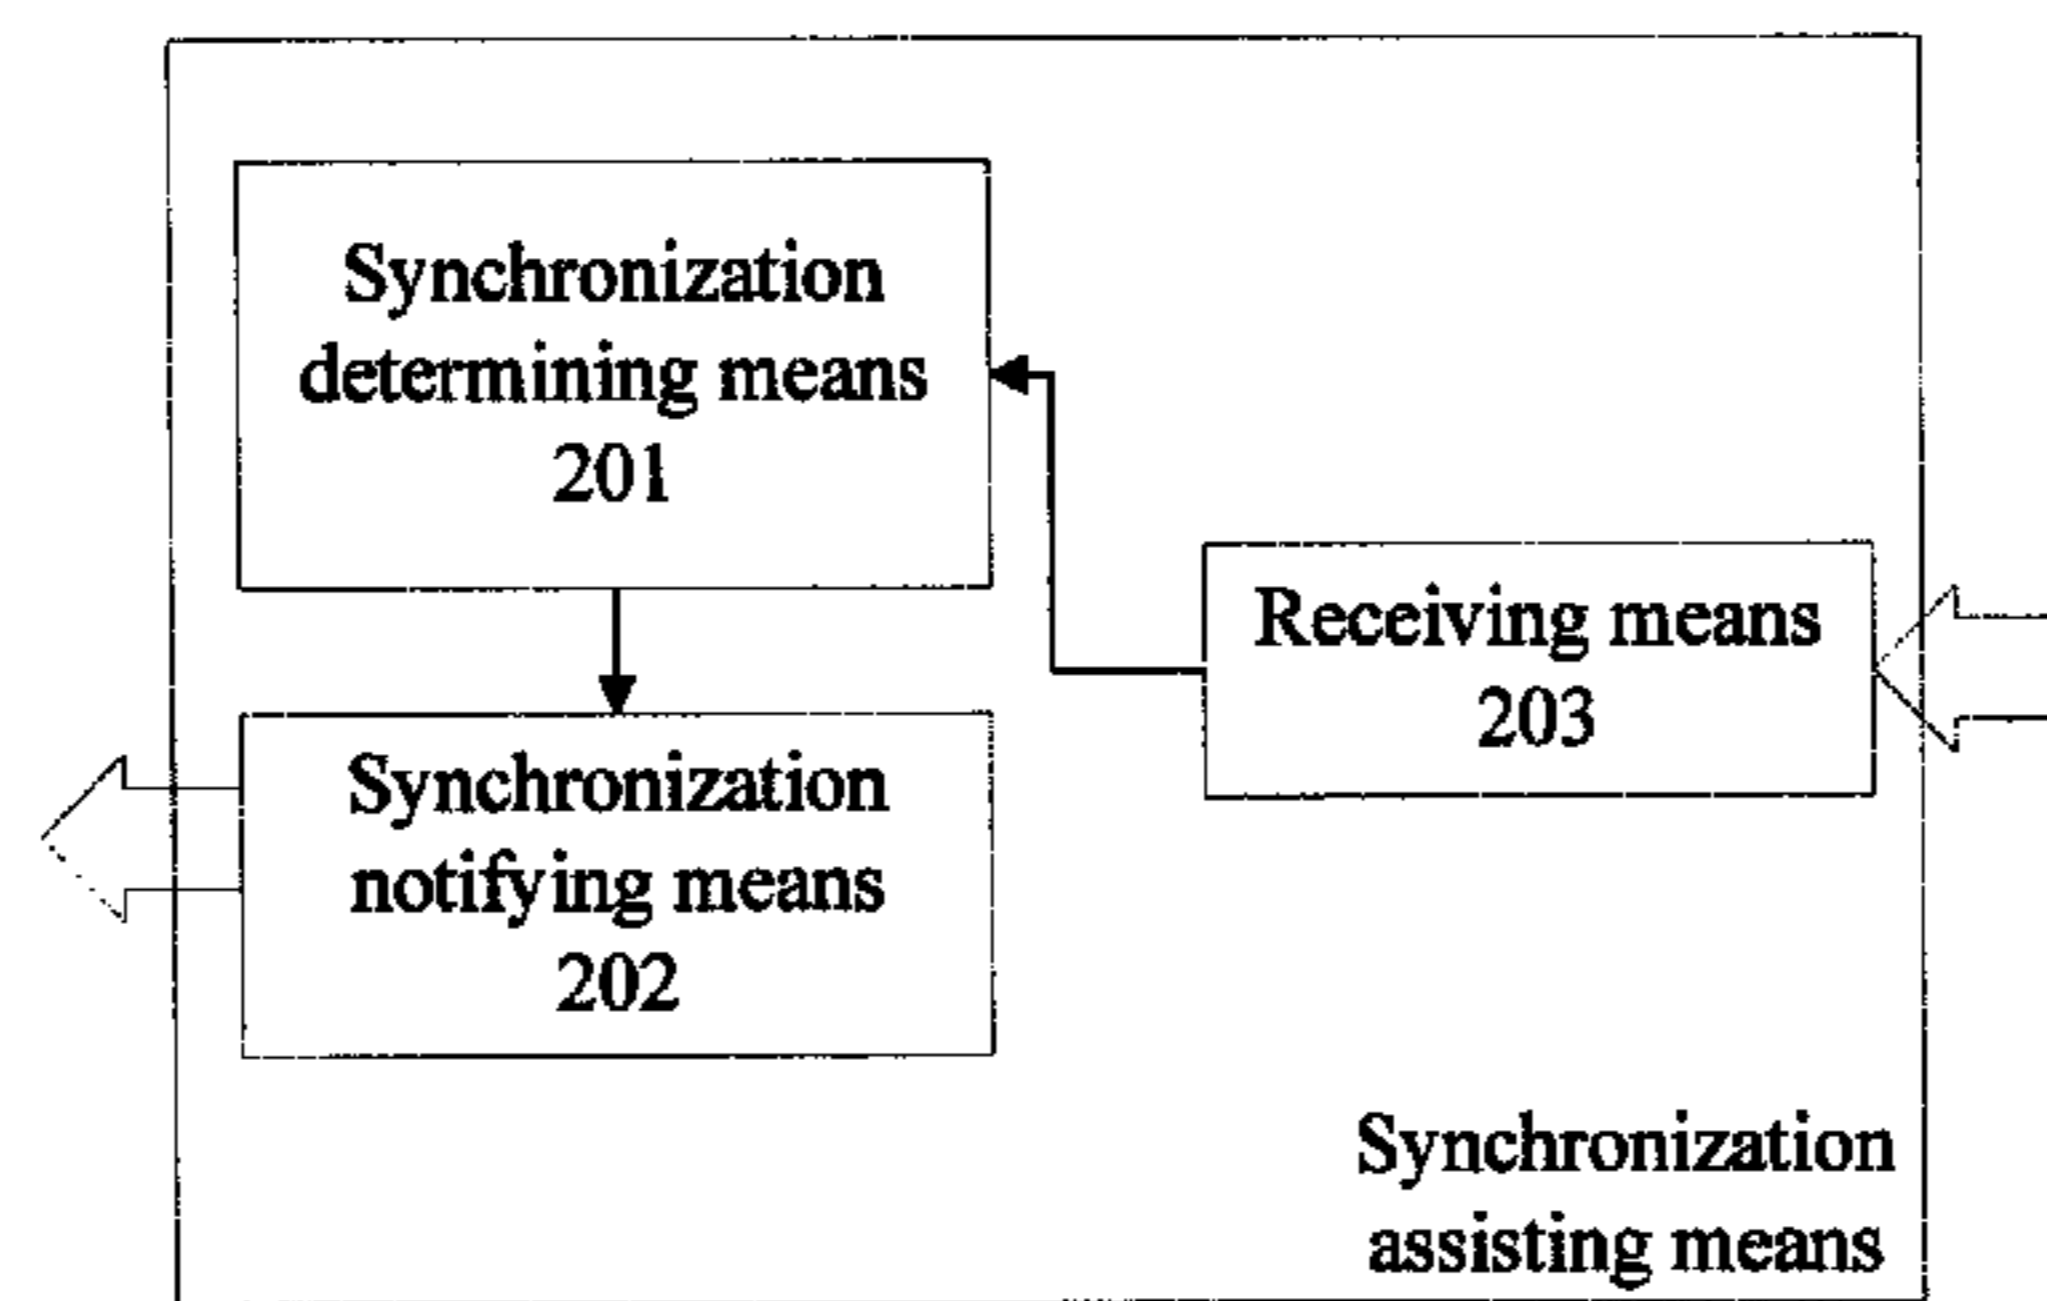 Synchronization
determining means
201
Receiving means
203
Synchronization
notifying means
202
Synchronization
assisting means